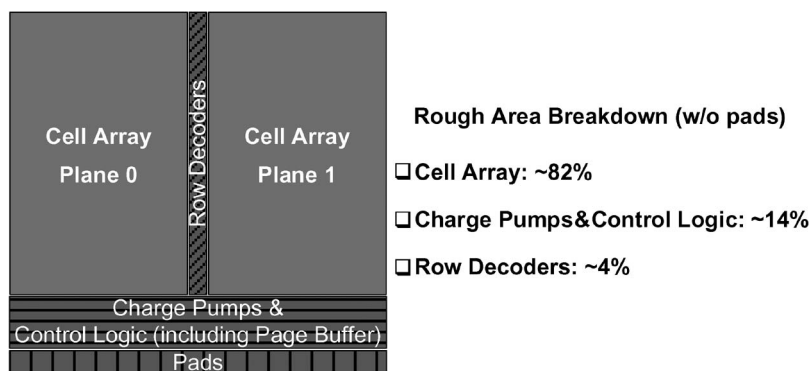 Cell Array
Plane 0
Row Decoders
Cell Array
Plane 1
Charge Pumps &
Control Logic (including Page Buffer)
Pads
Rough Area Breakdown (w/o pads)
❑Cell Array: ~82%
❑Charge Pumps&Control Logic: ~14%
❑Row Decoders: ~4%